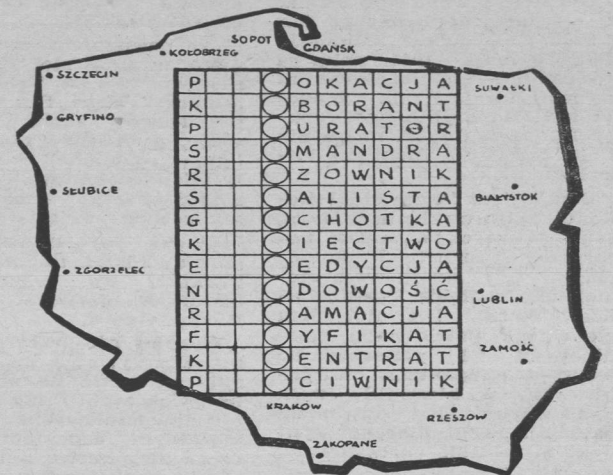 SOPOT
GDAŃSK
KOŁOBRZEG
SZCZECIN
SUWAŁKI
GRYFINO
SŁUBICE
BIAŁYSTOK
ZGORZELEC
LUBLIN
ZAMOŚĆ
KRAKÓW
RZESZOW
ZAKOPANE
P OKACJA
K BORANT
P URATOR
S MANDRA
R ZOWNIK
S ALISTA
G CHOTKA
K IECTWO
E EDYCJA
N DOWOŚĆ
R AMACJA
F YFIKAT
K ENTRAT
P CIWNIK